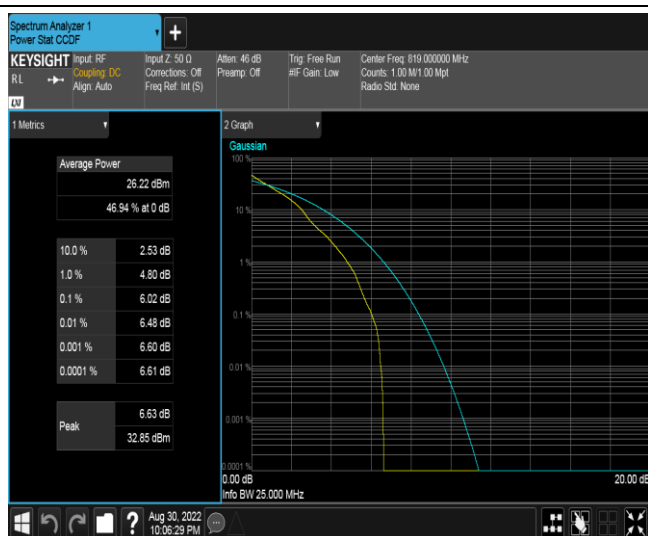 Spectrum Analyzer 1
Power Stat CCDF
+
KEYSIGHT
RL
LXI
Input: RF
Coupling: DC
Align: Auto
Input Z: 50 Ω
Corrections: Off
Freq Ref: Int (S)
Atten: 46 dB
Preamp: Off
Trig: Free Run
#IF Gain: Low
Center Freq: 819.000000 MHz
Counts: 1.00 M/1.00 Mpt
Radio Std: None
1 Metrics
Average Power
26.22 dBm
46.94 % at 0 dB
10.0 % 2.53 dB
1.0 % 4.80 dB
0.1 % 6.02 dB
0.01 % 6.48 dB
0.001 % 6.60 dB
0.0001 % 6.61 dB
Peak
6.63 dB
32.85 dBm
2 Graph
Gaussian
100 %
10 %
1 %
0.1 %
0.01 %
0.001 %
0.0001 %
0.00 dB 20.00 dB
Info BW 25.000 MHz
?
Aug 30, 2022
10:06:29 PM